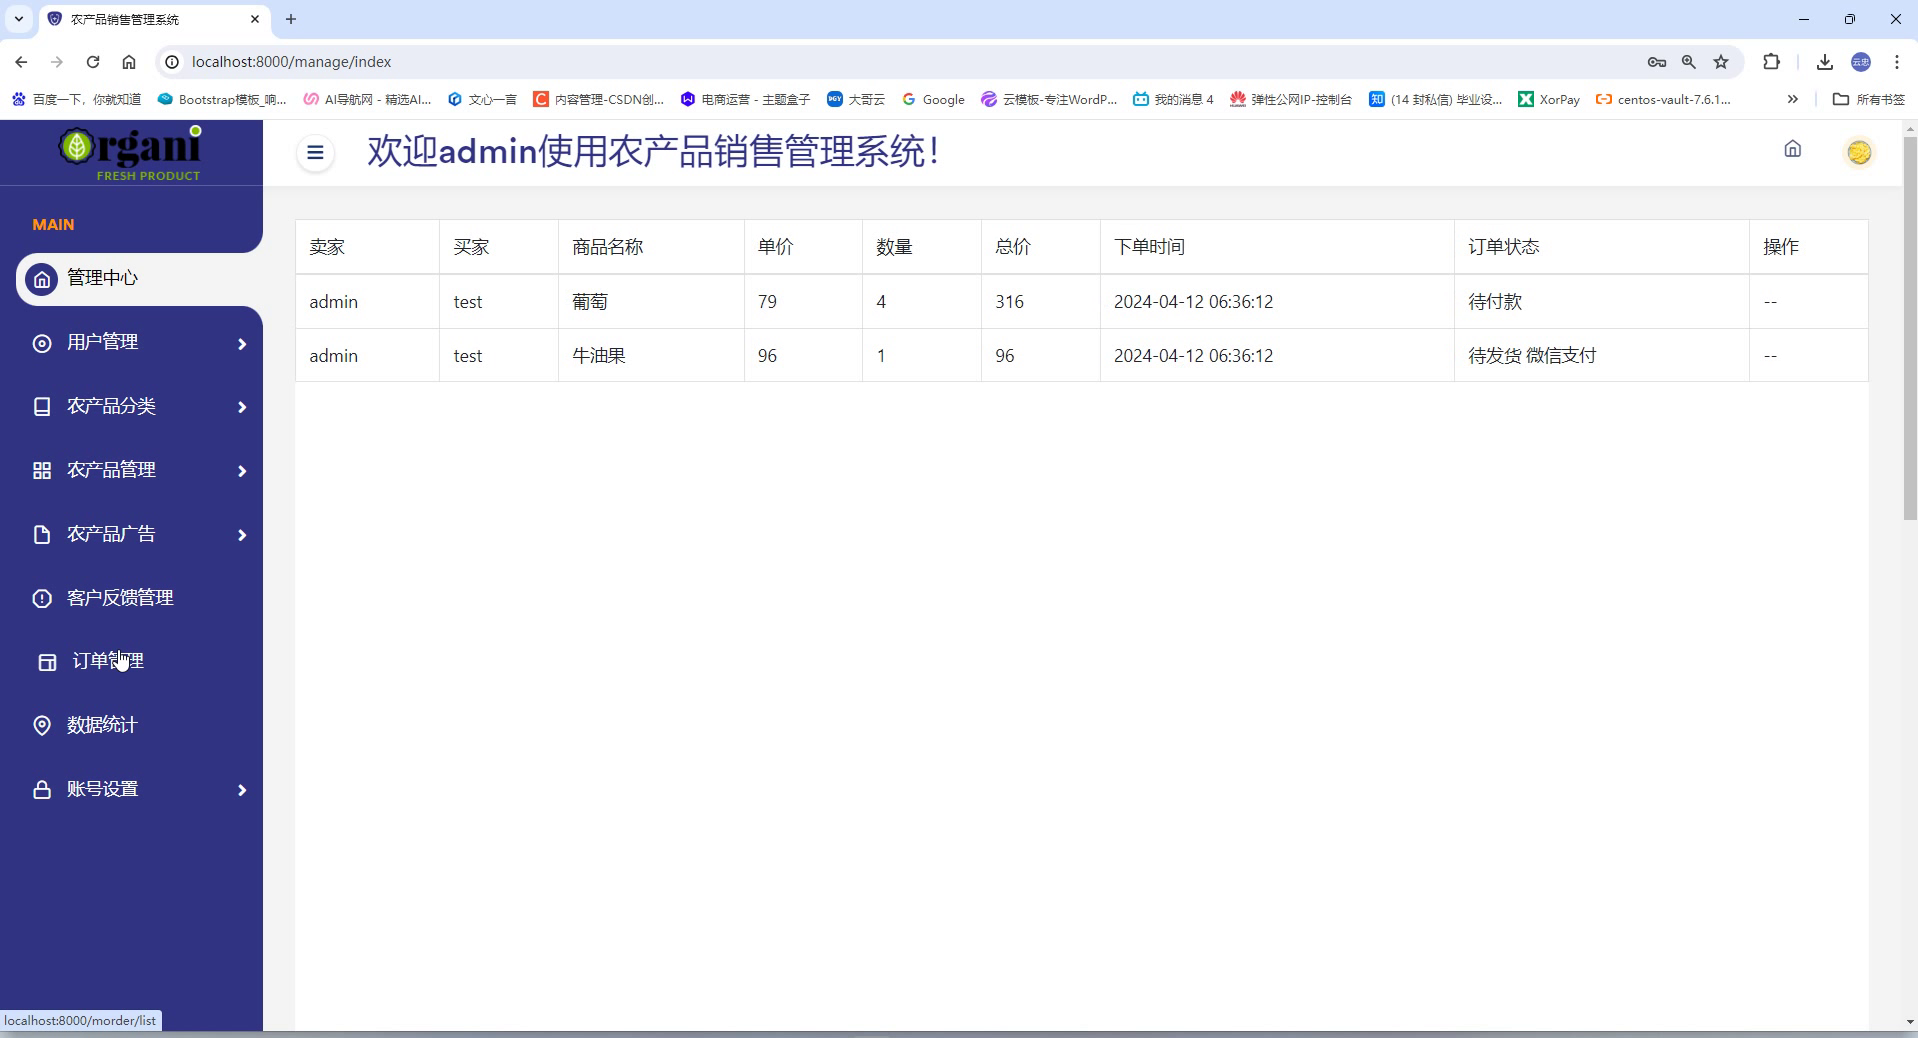 农产品销售管理系统
localhost:8000/manage/index
百度一下，你就知道 Bootstrap模板_响... AI导航网 - 精选AI... 文心一言 内容管理-CSDN创... 电商运营 - 主题盒子 大哥云 Google 云模板-专注WordP... 我的消息 4 弹性公网IP-控制台 (14 封私信) 毕业设... XorPay centos-vault-7.6.1... 所有书签
Organi
FRESH PRODUCT
欢迎admin使用农产品销售管理系统！
MAIN
管理中心
用户管理
农产品分类
农产品管理
农产品广告
客户反馈管理
订单管理
数据统计
账号设置
卖家 买家 商品名称 单价 数量 总价 下单时间 订单状态 操作
admin test 葡萄 79 4 316 2024-04-12 06:36:12 待付款 --
admin test 牛油果 96 1 96 2024-04-12 06:36:12 待发货 微信支付 --
localhost:8000/morder/list